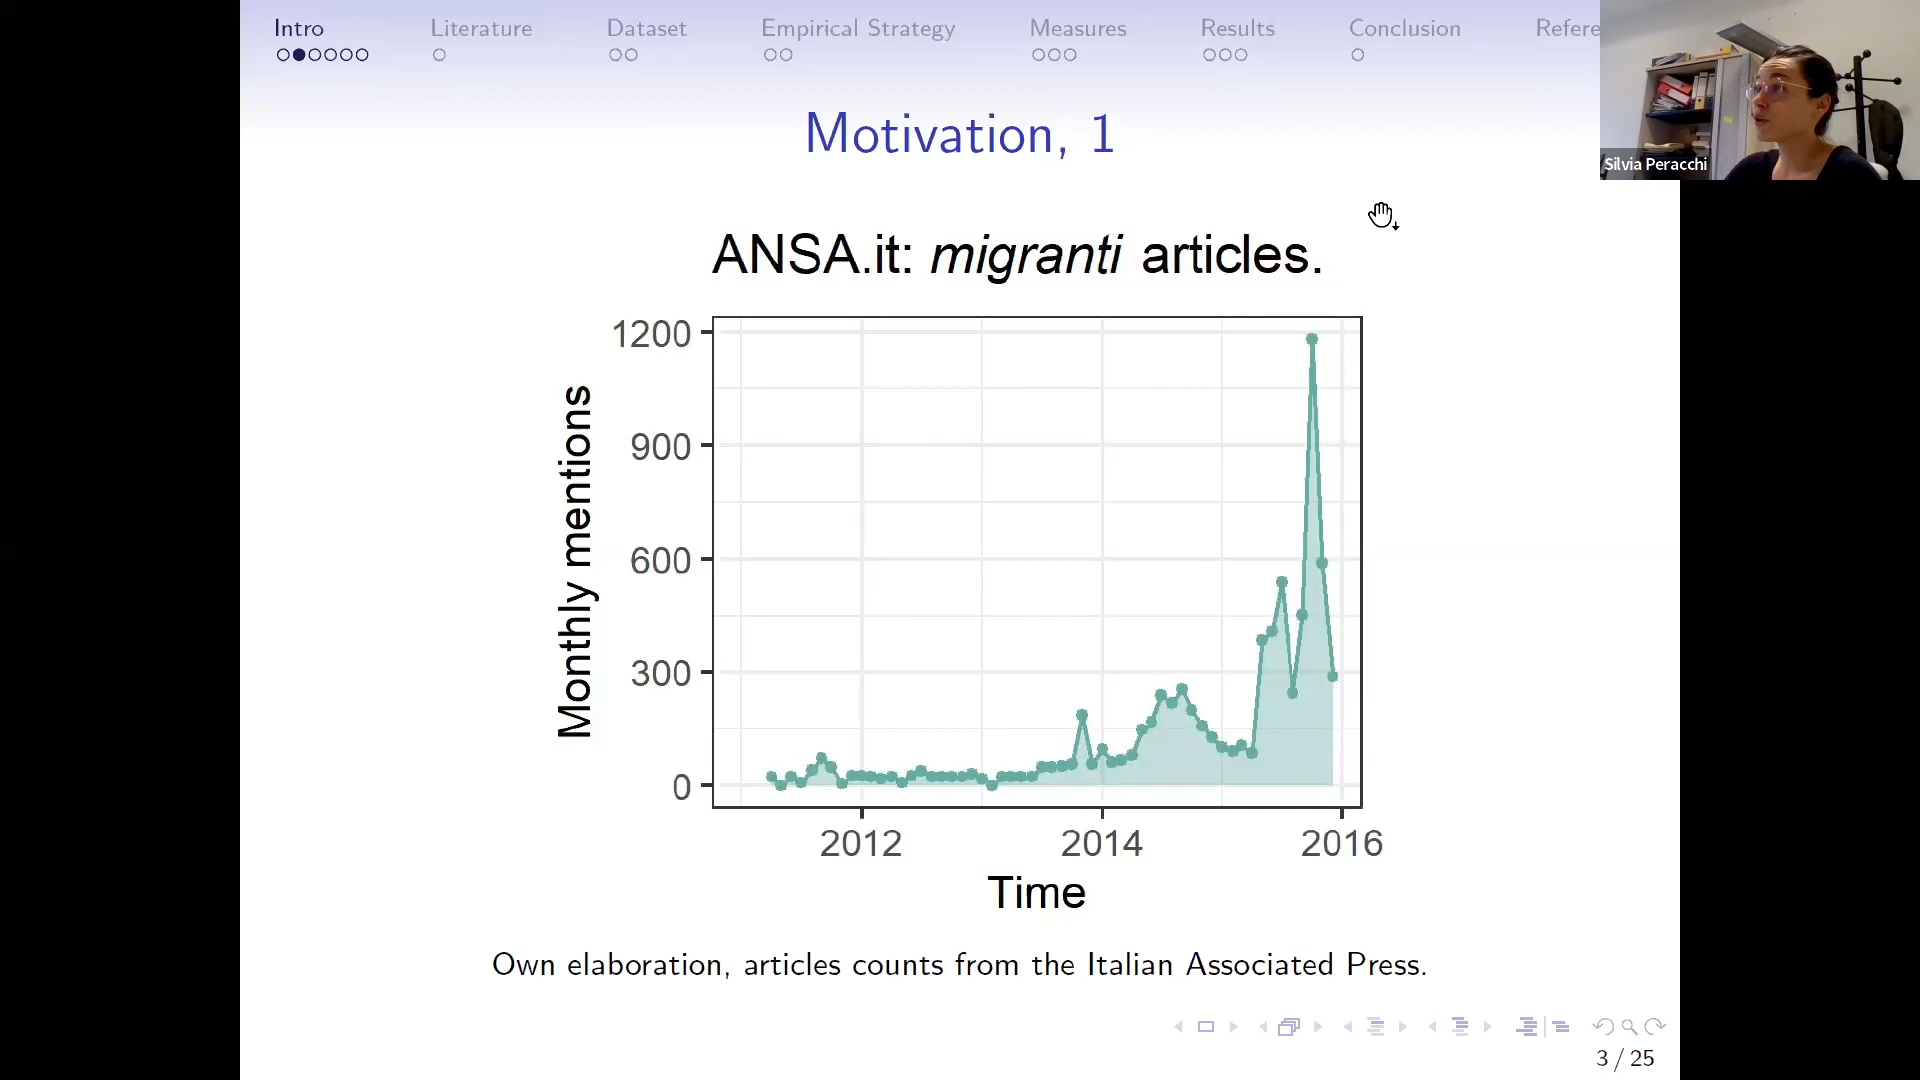 Intro Literature Dataset Empirical Strategy Measures Results Conclusion Refere
Silvia Peracchi
Motivation, 1
ANSA.it: migranti articles.
1200
900
600
300
0
Monthly mentions
2012 2014 2016
Time
Own elaboration, articles counts from the Italian Associated Press.
3 / 25